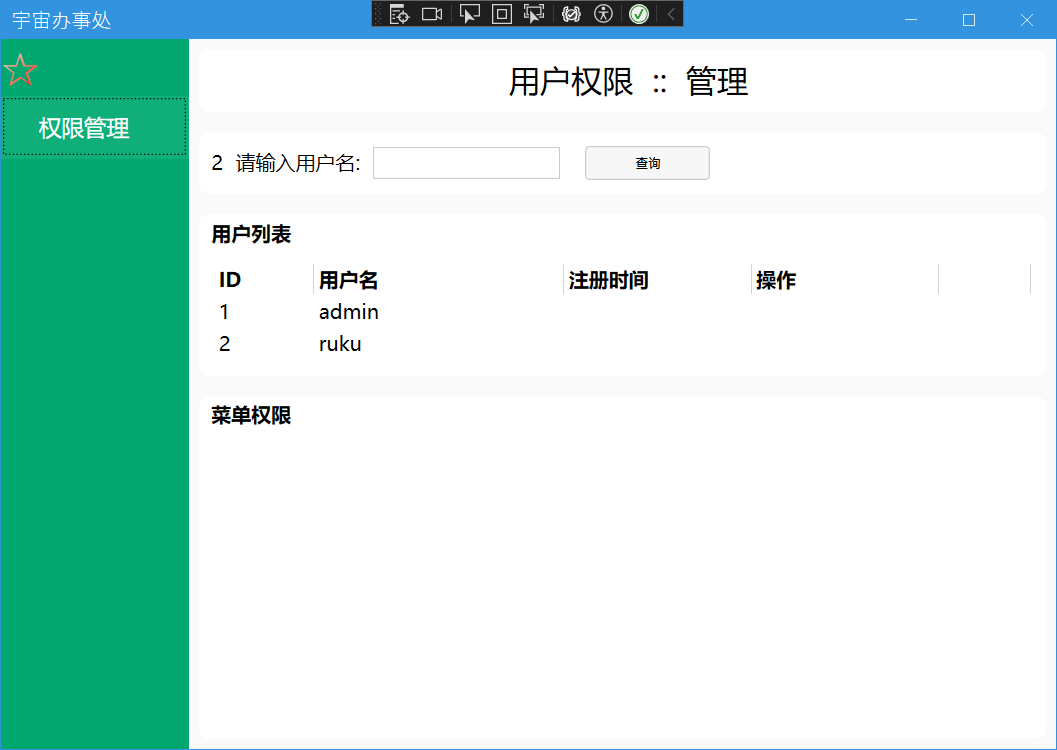 宇宙办事处
权限管理
用户权限 :: 管理
2 请输入用户名: 查询
用户列表
ID 用户名 注册时间 操作
1 admin
2 ruku
菜单权限